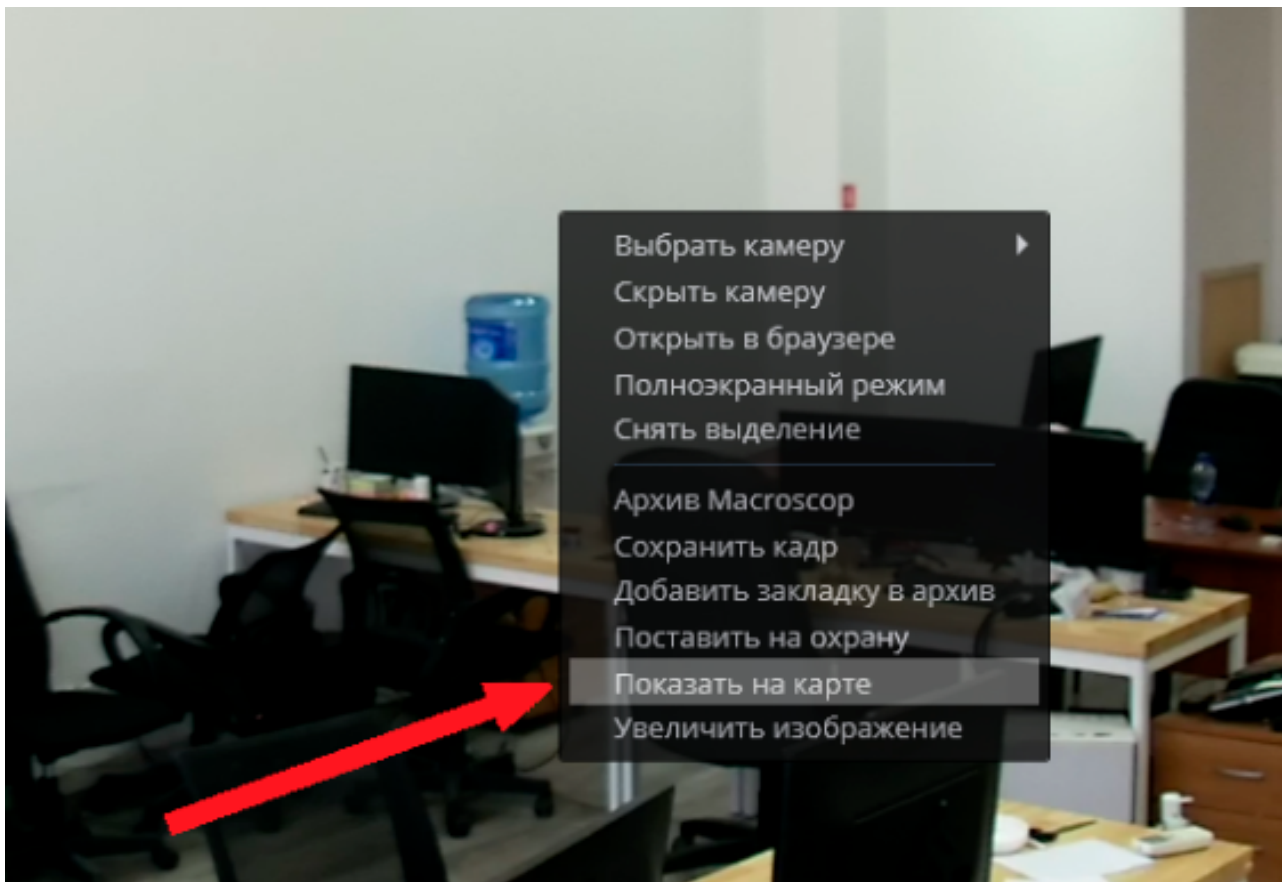 Выбрать камеру
Скрыть камеру
Открыть в браузере
Полноэкранный режим
Снять выделение
Архив Macroscop
Сохранить кадр
Добавить закладку в архив
Поставить на охрану
Показать на карте
Увеличить изображение